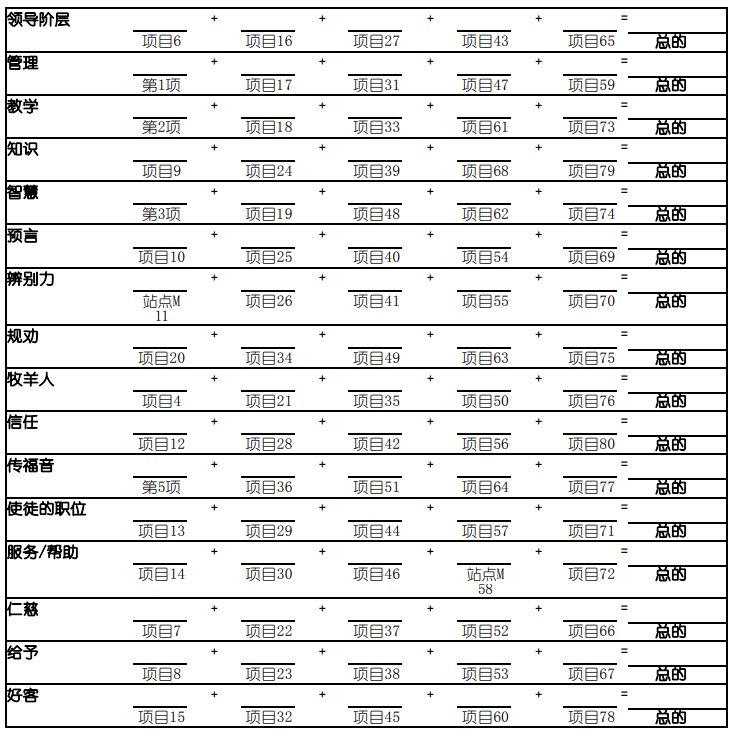 领导阶层 + + + + =
项目6 项目16 项目27 项目43 项目65 总的
管理 + + + + =
第1项 项目17 项目31 项目47 项目59 总的
教学 + + + + =
第2项 项目18 项目33 项目61 项目73 总的
知识 + + + + =
项目9 项目24 项目39 项目68 项目79 总的
智慧 + + + + =
第3项 项目19 项目48 项目62 项目74 总的
预言 + + + + =
项目10 项目25 项目40 项目54 项目69 总的
辨别力 + + + + =
站点M 项目26 项目41 项目55 项目70 总的
11
规劝 + + + + =
项目20 项目34 项目49 项目63 项目75 总的
牧羊人 + + + + =
项目4 项目21 项目35 项目50 项目76 总的
信任 + + + + =
项目12 项目28 项目42 项目56 项目80 总的
传福音 + + + + =
第5项 项目36 项目51 项目64 项目77 总的
使徒的职位 + + + + =
项目13 项目29 项目44 项目57 项目71 总的
服务/帮助 + + + + =
项目14 项目30 项目46 站点M 项目72 总的
58
仁慈 + + + + =
项目7 项目22 项目37 项目52 项目66 总的
给予 + + + + =
项目8 项目23 项目38 项目53 项目67 总的
好客 + + + + =
项目15 项目32 项目45 项目60 项目78 总的